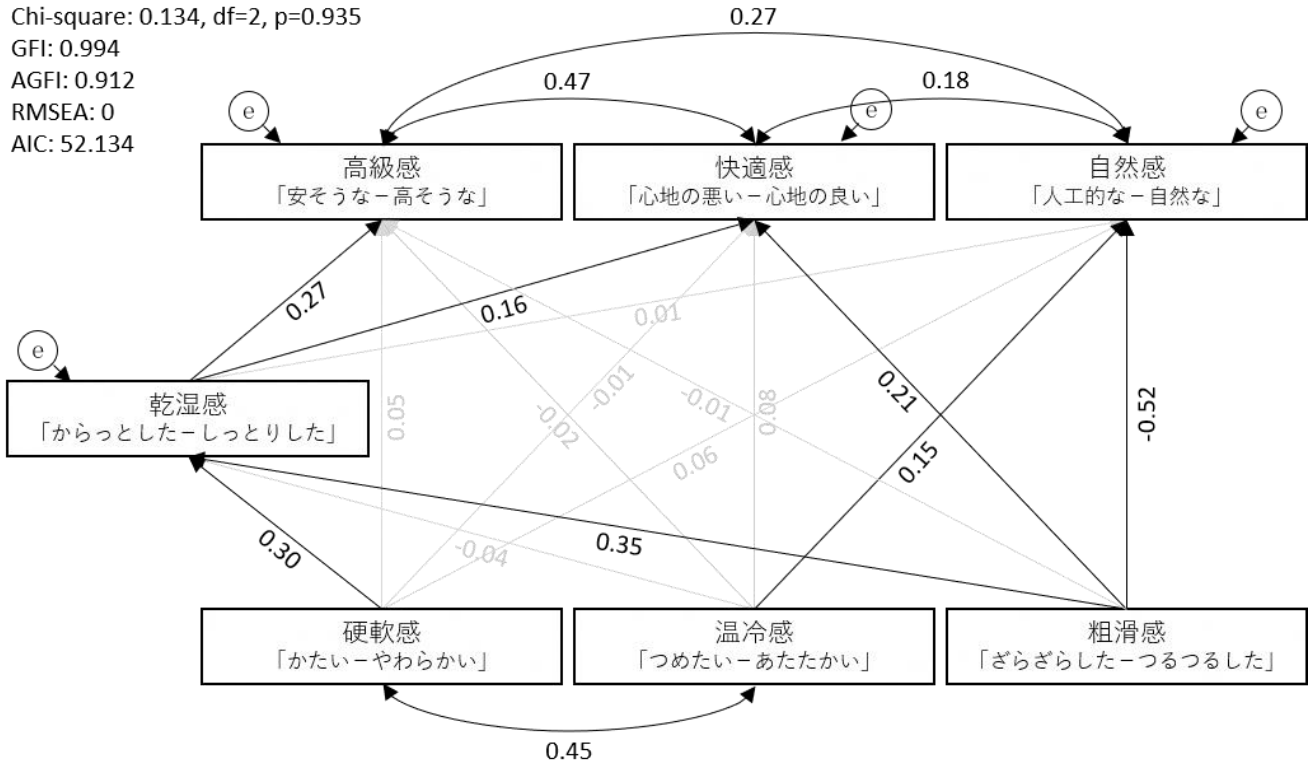 Chi-square: 0.134, df=2, p=0.935
GFI: 0.994
AGFI: 0.912
RMSEA: 0
AIC: 52.134
0.27
0.47
0.18
e
e
e
高級感
「安そうな－高そうな」
快適感
「心地の悪い－心地の良い」
自然感
「人工的な－自然な」
0.27
0.16
0.01
e
乾湿感
「からっとした－しっとりした」
0.05
-0.02
-0.01
-0.01
0.08
0.21
-0.52
0.06
0.15
0.30
-0.04
0.35
硬軟感
「かたい－やわらかい」
温冷感
「つめたい－あたたかい」
粗滑感
「ざらざらした－つるつるした」
0.45